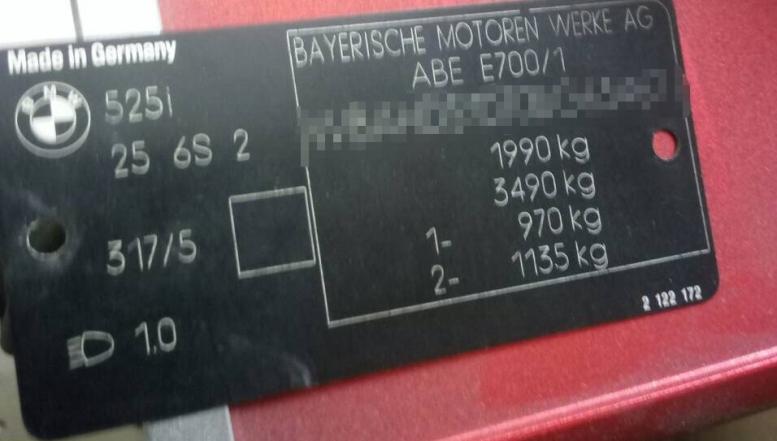 Made in Germany
BMW
525i
25 6S 2
317/5
1.0
BAYERISCHE MOTOREN WERKE AG
ABE E700/1
1990 kg
3490 kg
1- 970 kg
2- 1135 kg
2 122 172